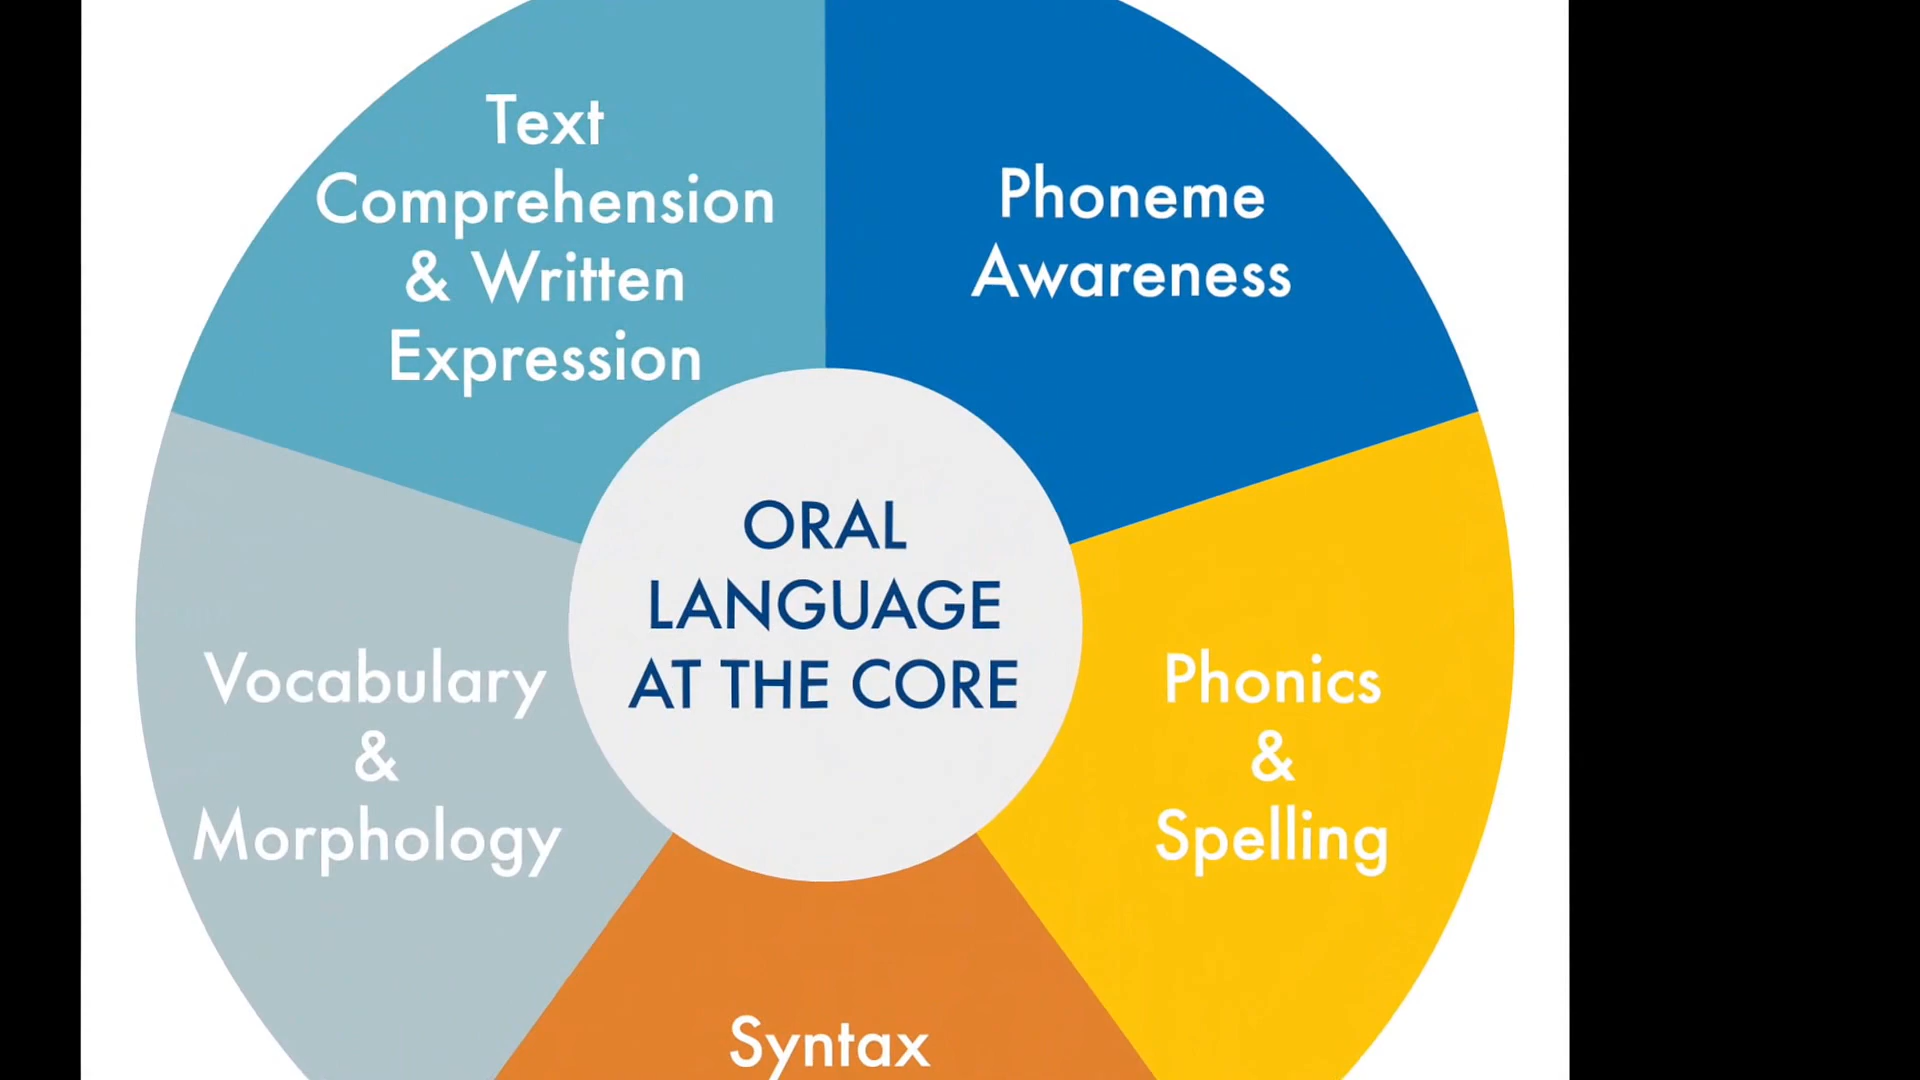 Text
Comprehension
& Written
Expression
Phoneme
Awareness
ORAL
LANGUAGE
AT THE CORE
Vocabulary
&
Morphology
Phonics
&
Spelling
Syntax